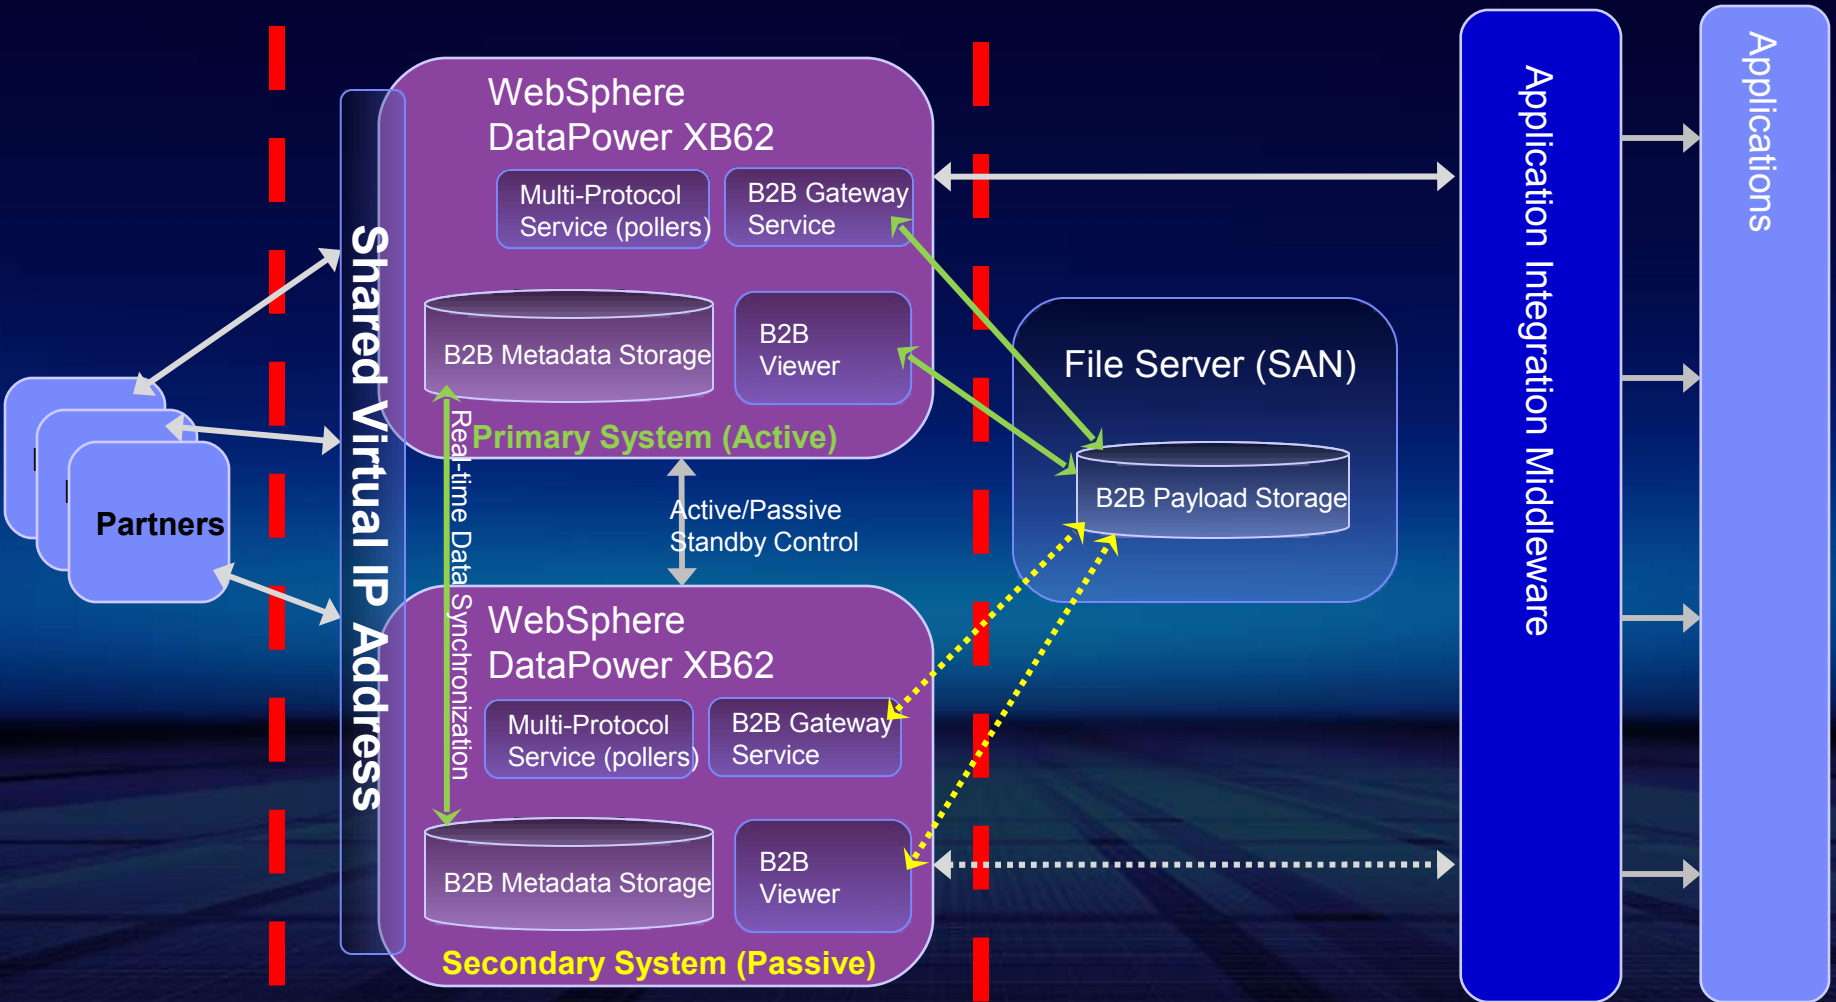 Partners
Shared Virtual IP Address
WebSphere
DataPower XB62
Multi-Protocol
Service (pollers)
B2B Gateway
Service
B2B Metadata Storage
B2B
Viewer
Primary System (Active)
Real-time Data Synchronization
Active/Passive
Standby Control
WebSphere
DataPower XB62
Multi-Protocol
Service (pollers)
B2B Gateway
Service
B2B Metadata Storage
B2B
Viewer
Secondary System (Passive)
File Server (SAN)
B2B Payload Storage
Application Integration Middleware
Applications